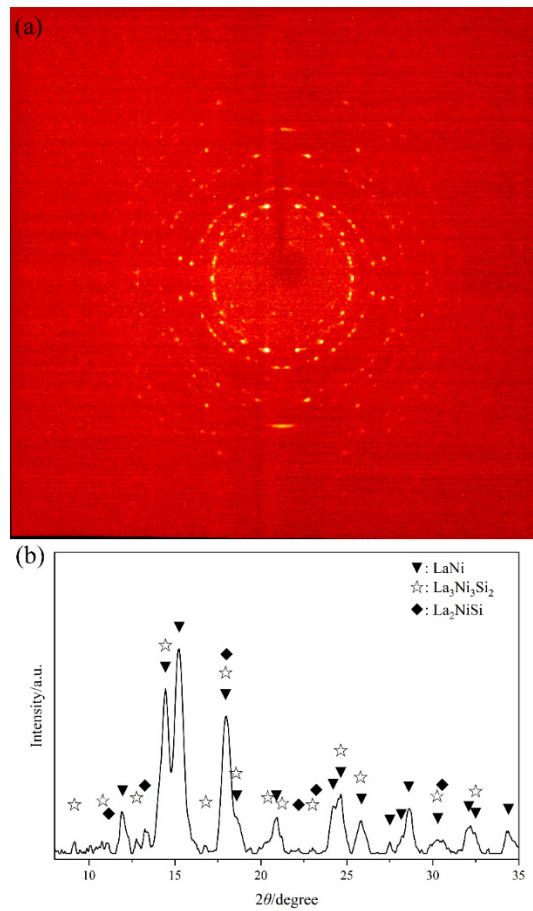 (a)
(b)
▼: LaNi
☆: La₃Ni₃Si₂
◆: La₂NiSi
Intensity/a.u.
10 15 20 25 30 35
2θ/degree